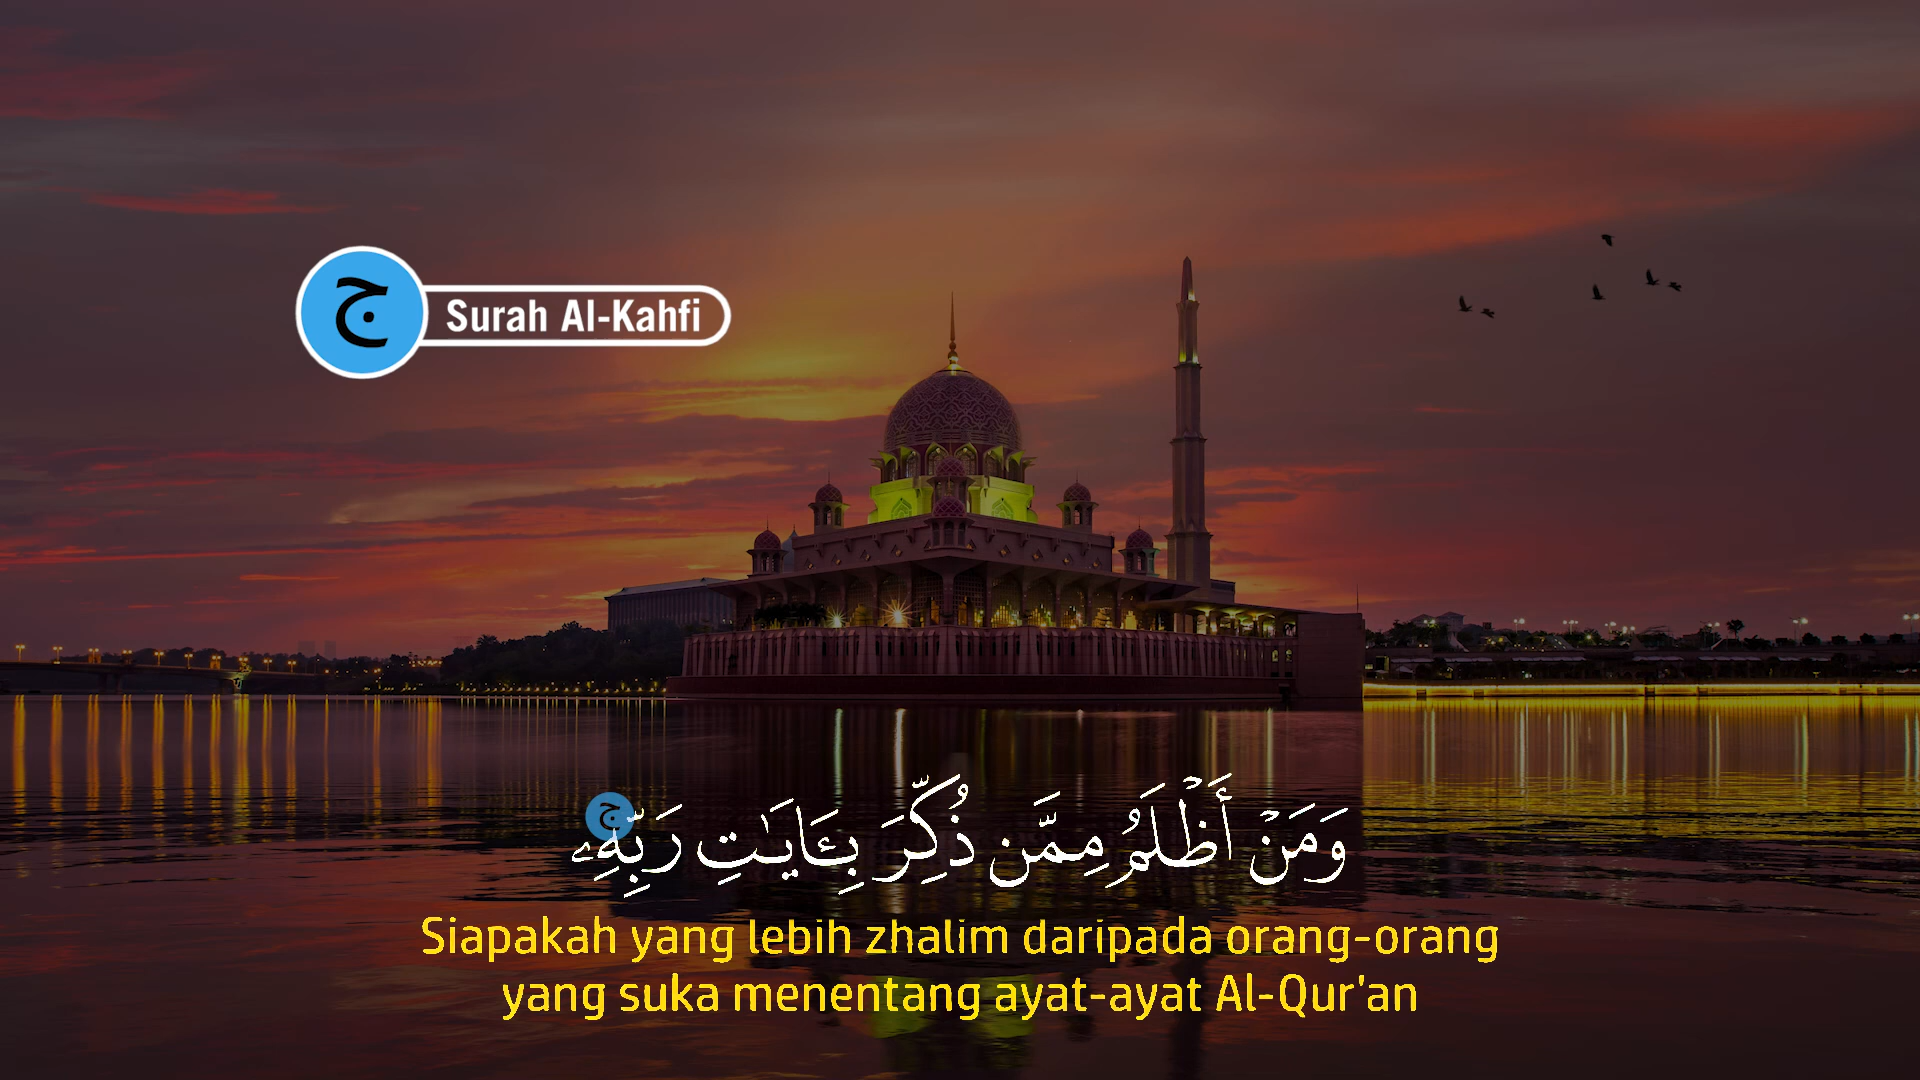 ج
Surah Al-Kahfi
وَمَنۡ أَظۡلَمُ مِمَّن ذُكِّرَ بِـَٔايَـٰتِ رَبِّهِۦ ج
Siapakah yang lebih zhalim daripada orang-orang
yang suka menentang ayat-ayat Al-Qur'an